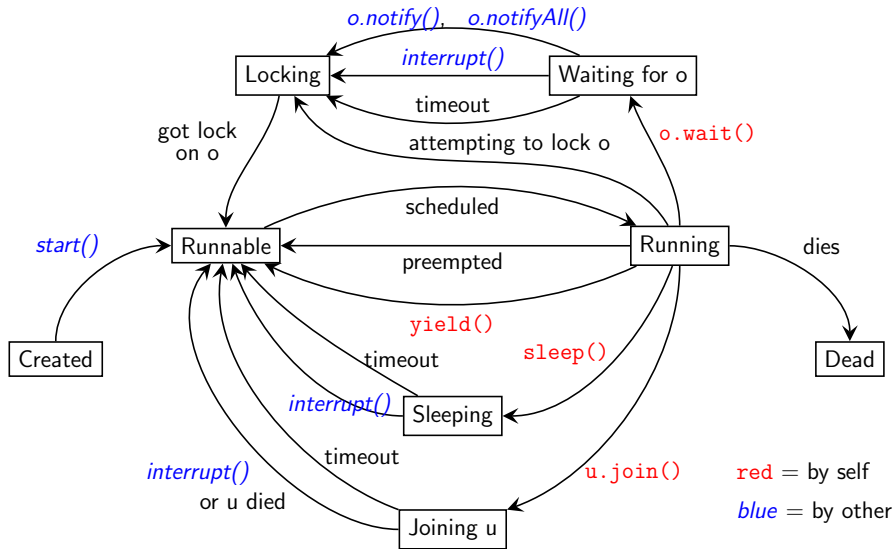 o.notify(), o.notifyAll()
interrupt()
Locking
Waiting for o
timeout
got lock
on o
attempting to lock o
o.wait()
scheduled
start()
Runnable
Running
dies
preempted
yield()
Created
timeout
sleep()
Dead
interrupt()
Sleeping
timeout
interrupt()
or u died
u.join()
red = by self
blue = by other
Joining u